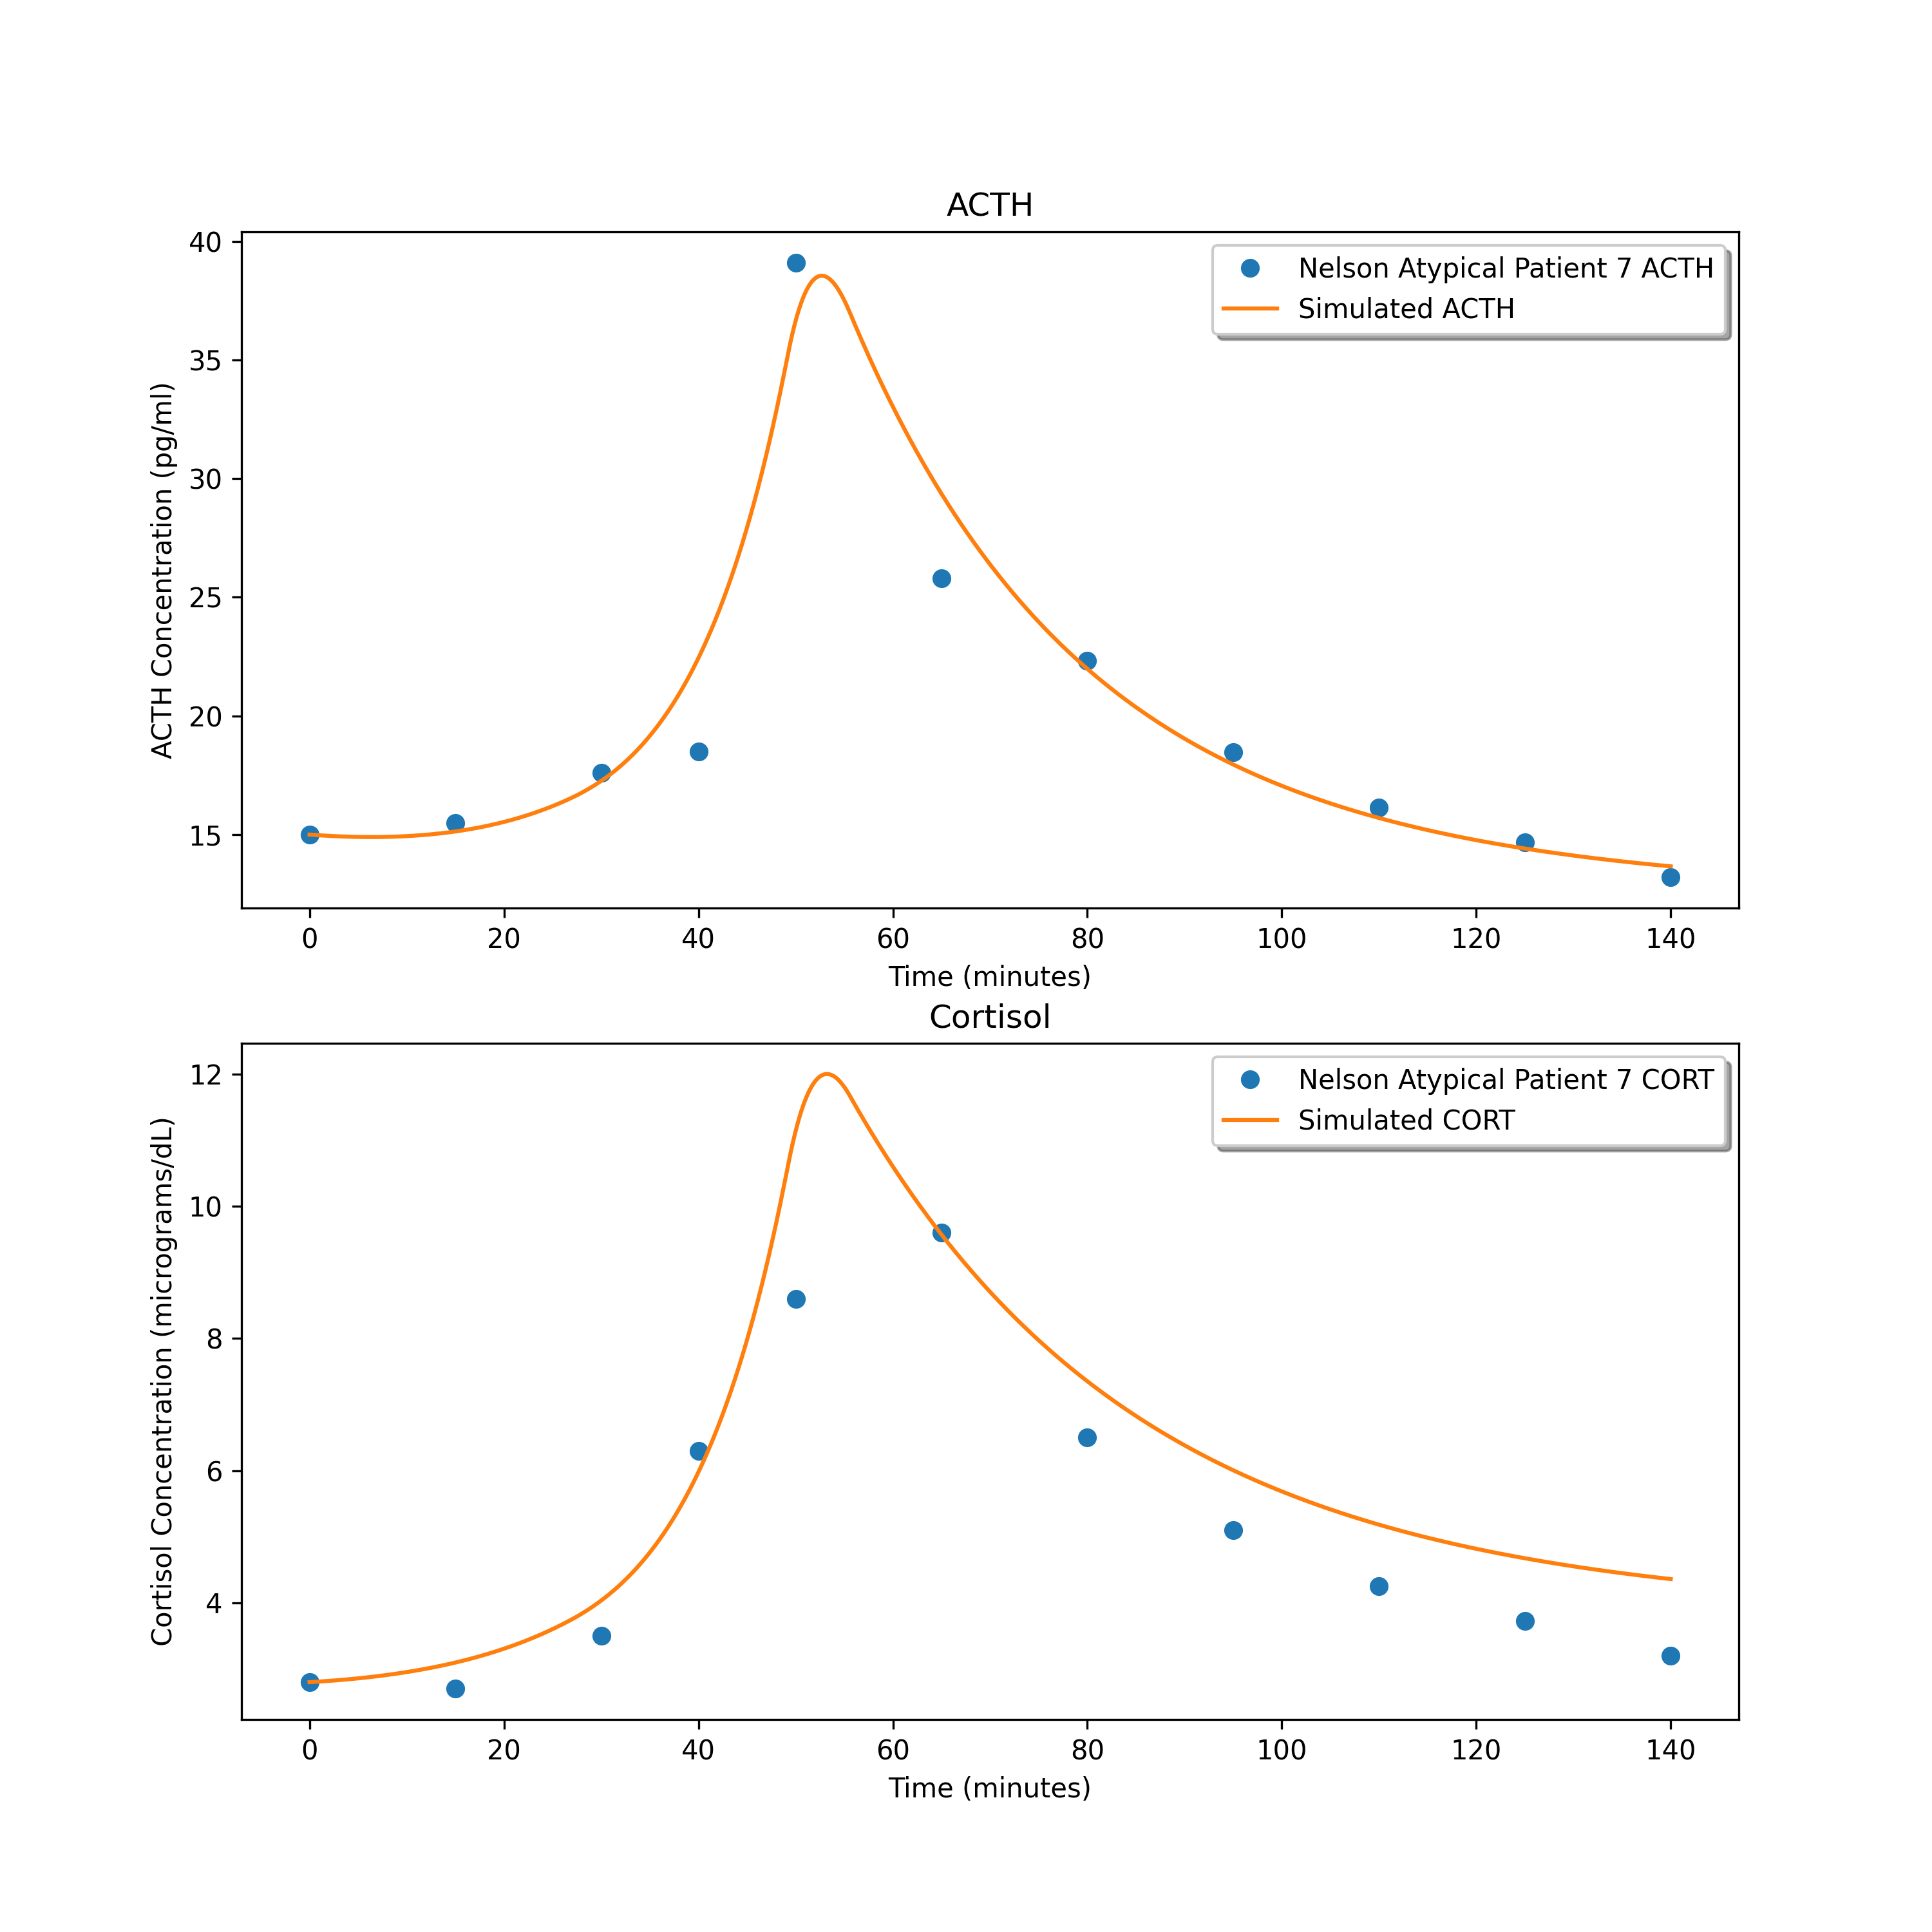 ACTH
Nelson Atypical Patient 7 ACTH
Simulated ACTH
ACTH Concentration (pg/ml)
40
35
30
25
20
15
0 20 40 60 80 100 120 140
Time (minutes)
Cortisol
Nelson Atypical Patient 7 CORT
Simulated CORT
Cortisol Concentration (micrograms/dL)
12
10
8
6
4
0 20 40 60 80 100 120 140
Time (minutes)